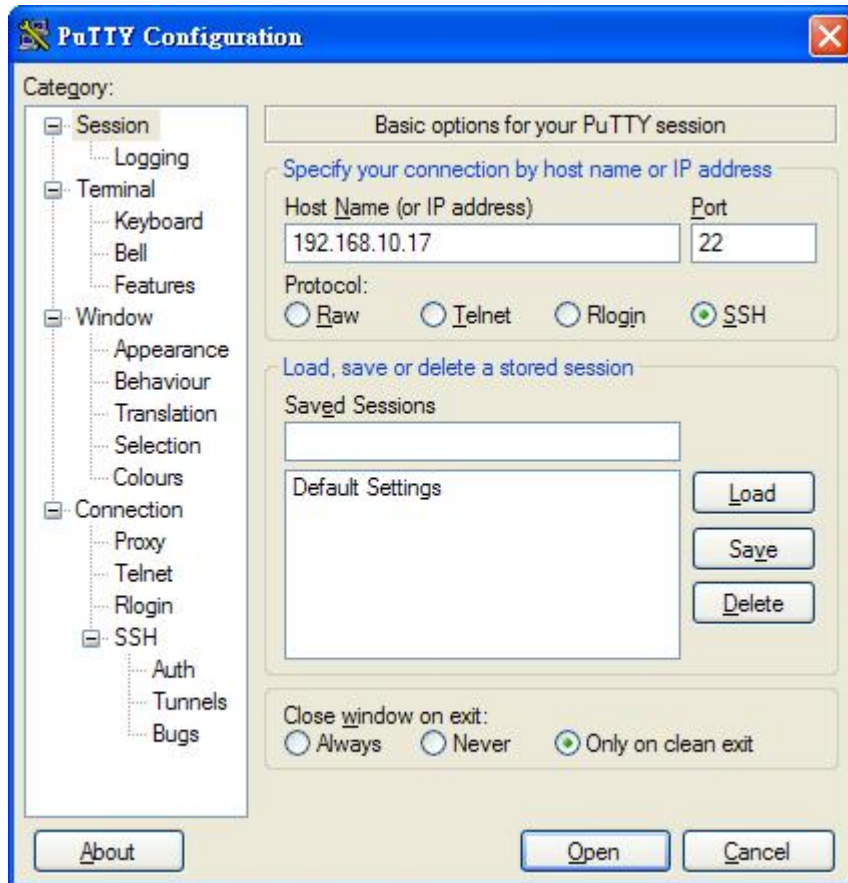 PuTTY Configuration
Category:
Session
Logging
Terminal
Keyboard
Bell
Features
Window
Appearance
Behaviour
Translation
Selection
Colours
Connection
Proxy
Telnet
Rlogin
SSH
Auth
Tunnels
Bugs
Basic options for your PuTTY session
Specify your connection by host name or IP address
Host Name (or IP address) Port
192.168.10.17 22
Protocol:
Raw Telnet Rlogin SSH
Load, save or delete a stored session
Saved Sessions
Default Settings
Load
Save
Delete
Close window on exit:
Always Never Only on clean exit
About Open Cancel